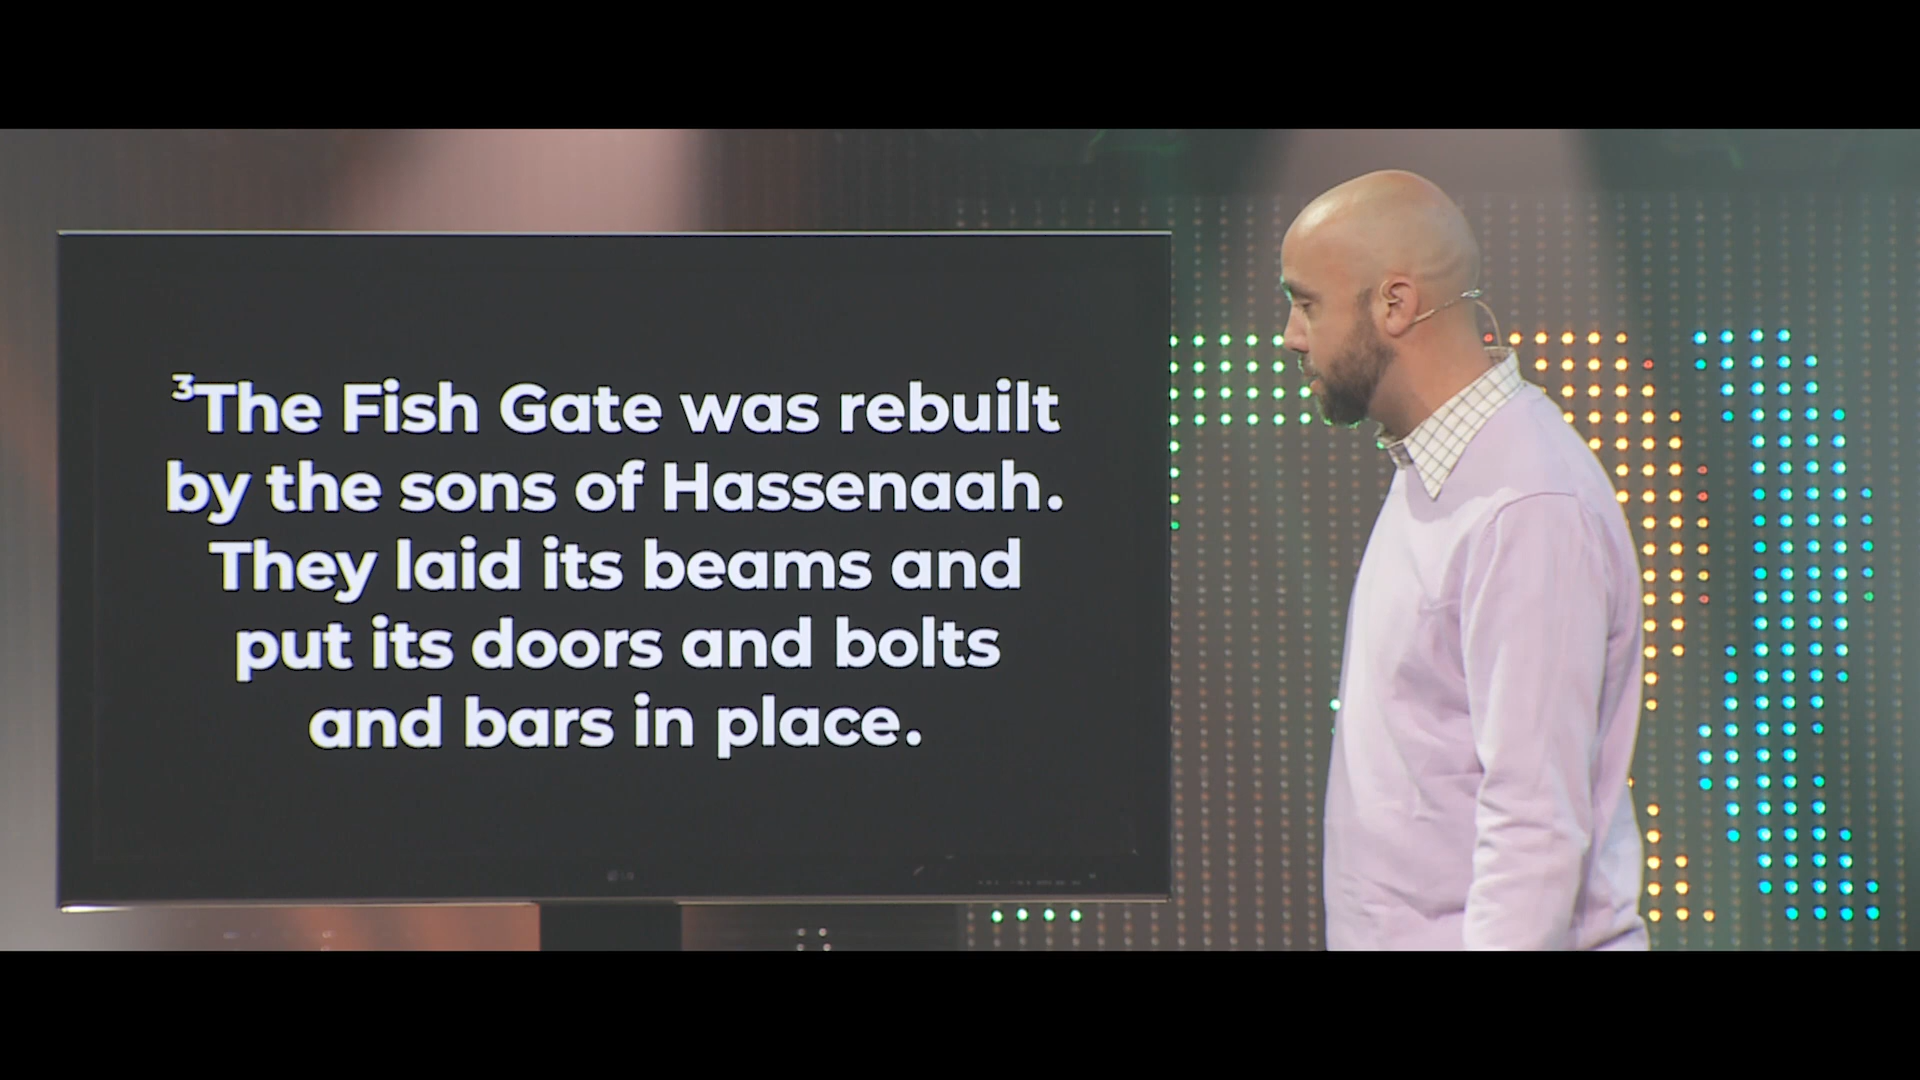 ³The Fish Gate was rebuilt
by the sons of Hassenaah.
They laid its beams and
put its doors and bolts
and bars in place.
LG